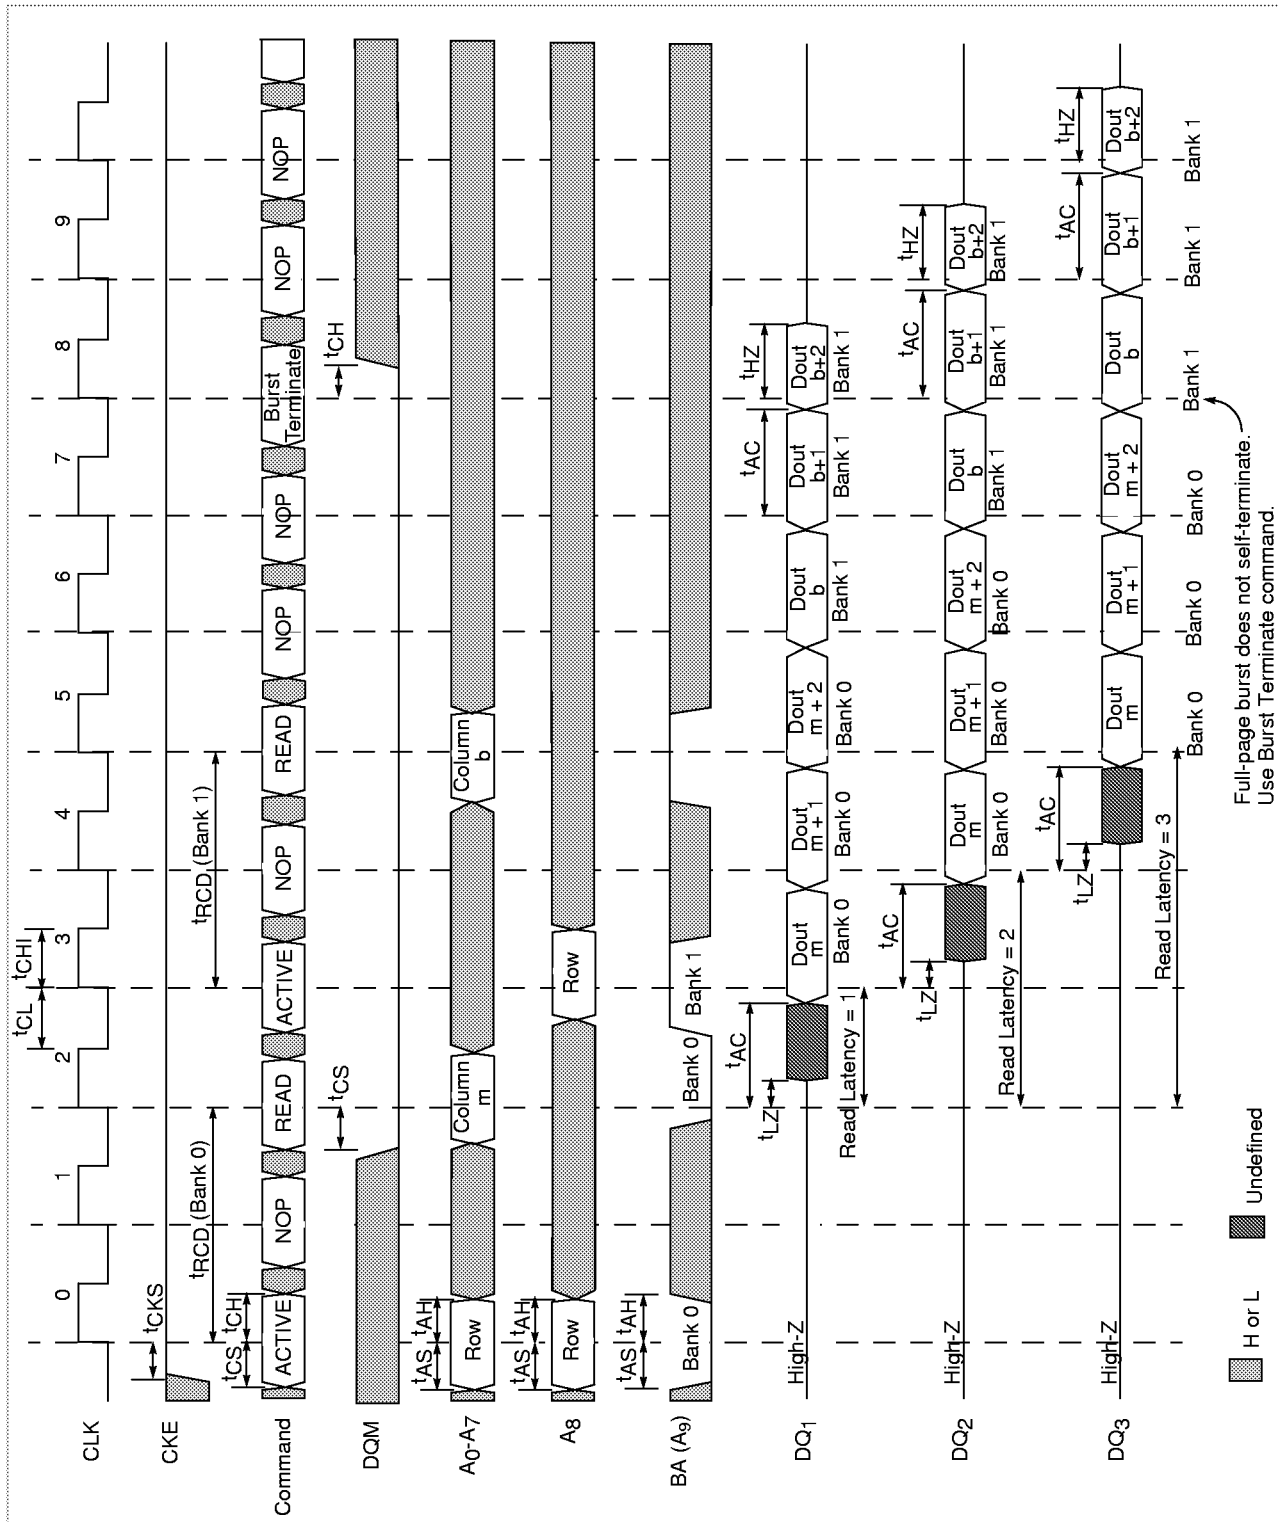 0 1 2 3 4 5 6 7 8 9
CLK
tCL tCHI
CKE
tCKS
tRCD (Bank 0) tRCD (Bank 1)
Command
tCS tCH
ACTIVE NOP READ ACTIVE NOP READ NOP NOP Burst Terminate NOP NOP
DQM
tCS tCH
A0-A7
tAS tAH
Row Column m Column b
A8
tAS tAH
Row Row
BA (A9)
tAS tAH
Bank 0 Bank 0 Bank 1
DQ1
High-Z
tLZ tAC tAC tHZ
Dout m Dout m + 1 Dout m + 2 Dout b Dout b+1 Dout b+2
Bank 0 Bank 0 Bank 0 Bank 1 Bank 1 Bank 1
Read Latency = 1
DQ2
High-Z
tLZ tAC tAC tHZ
Dout m Dout m + 1 Dout m + 2 Dout b Dout b+1 Dout b+2
Bank 0 Bank 0 Bank 0 Bank 1 Bank 1 Bank 1
Read Latency = 2
DQ3
High-Z
tLZ tAC tAC tHZ
Dout m Dout m + 1 Dout m + 2 Dout b Dout b+1 Dout b+2
Read Latency = 3
Bank 0 Bank 0 Bank 0 Bank 1 Bank 1 Bank 1
H or L
Undefined
Full-page burst does not self-terminate.
Use Burst Terminate command.